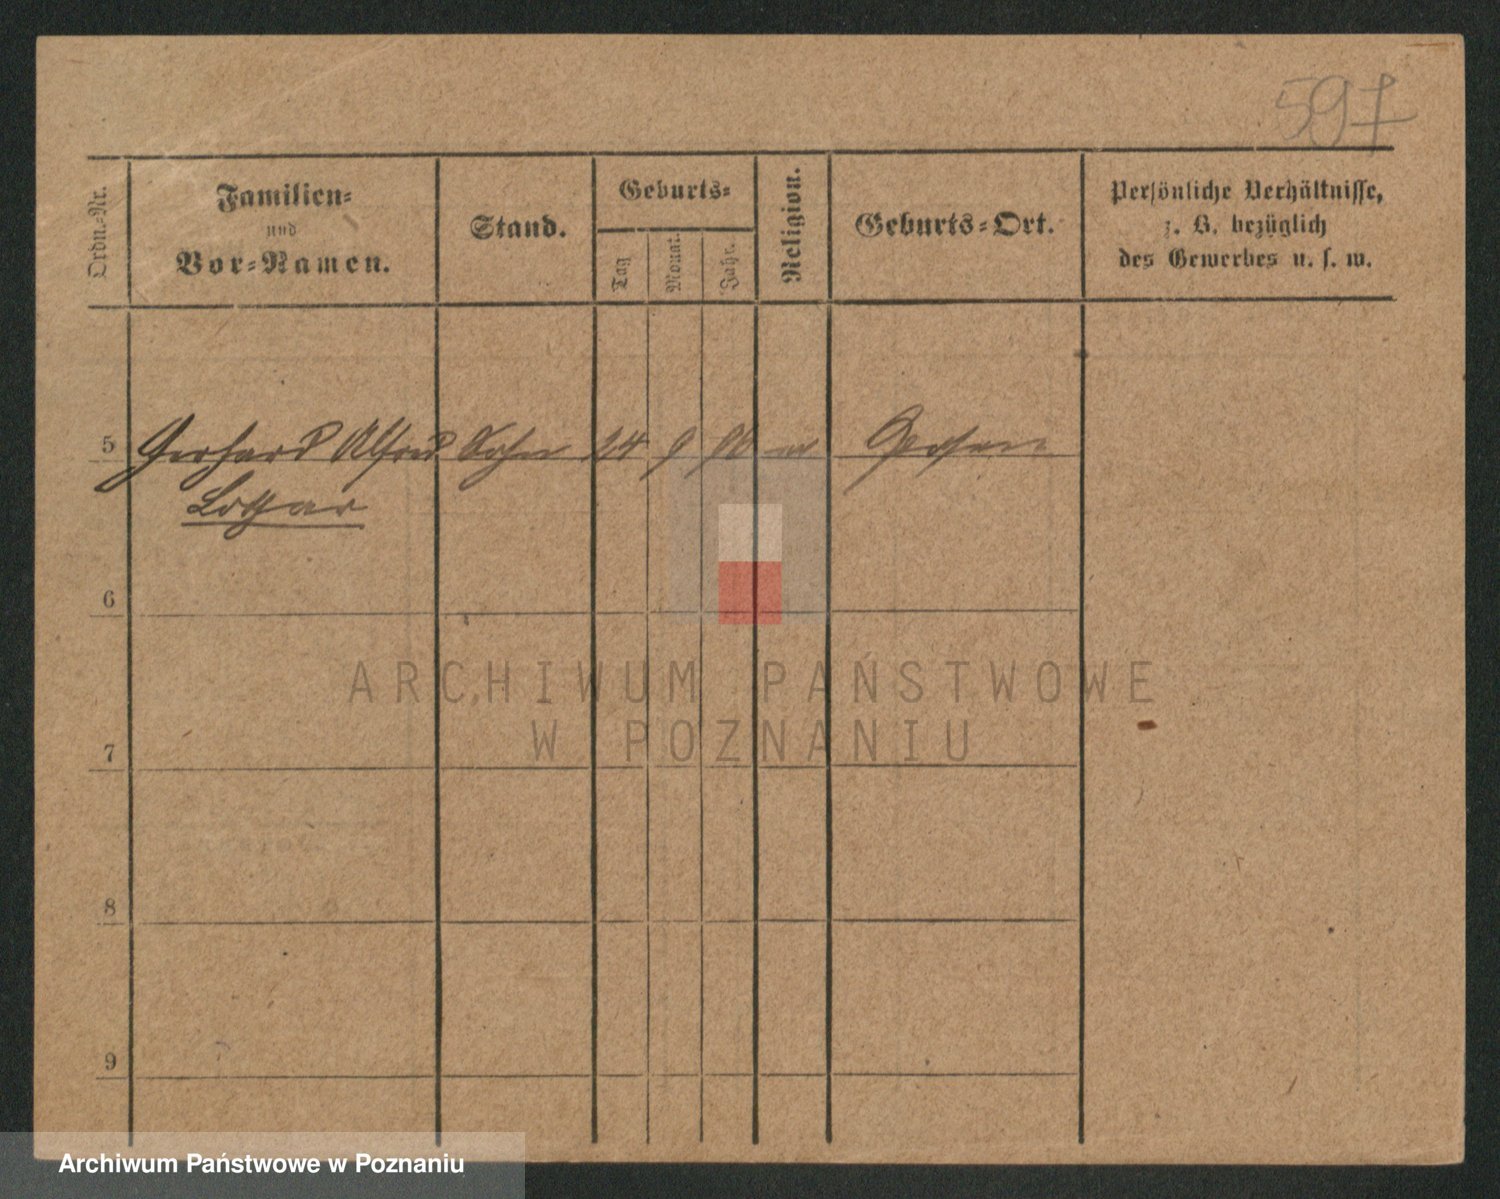 597
Ordn.-Nr.
Familien-
und
Vor-Namen.
Stand.
Geburts-
Tag
Monat.
Jahr.
Religion.
Geburts-Ort.
Persönliche Verhältnisse,
z. B. bezüglich
des Gewerbes u. s. w.
5 Gerhard Alfred Sohn 24 9 Posen
Lothar
6
ARCHIWUM PAŃSTWOWE
W POZNANIU
7
8
9
Archiwum Państwowe w Poznaniu